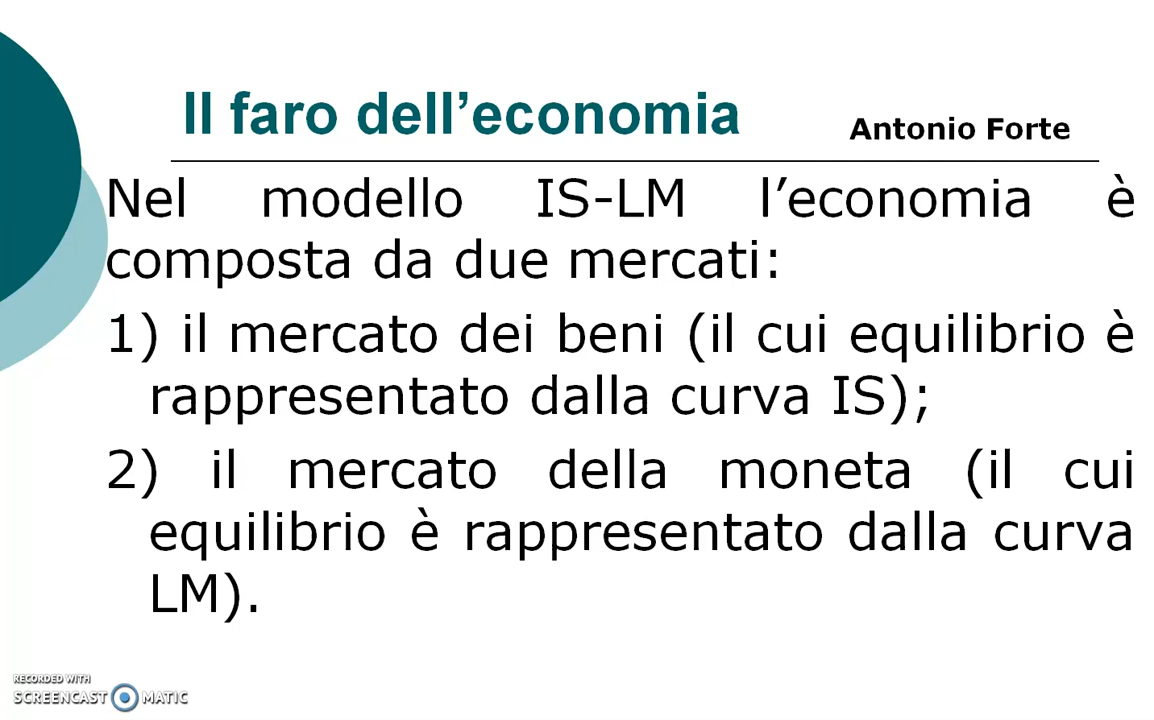 Il faro dell’economia
Antonio Forte
Nel modello IS-LM l’economia è
composta da due mercati:
1) il mercato dei beni (il cui equilibrio è
rappresentato dalla curva IS);
2) il mercato della moneta (il cui
equilibrio è rappresentato dalla curva
LM).
RECORDED WITH
SCREENCAST MATIC